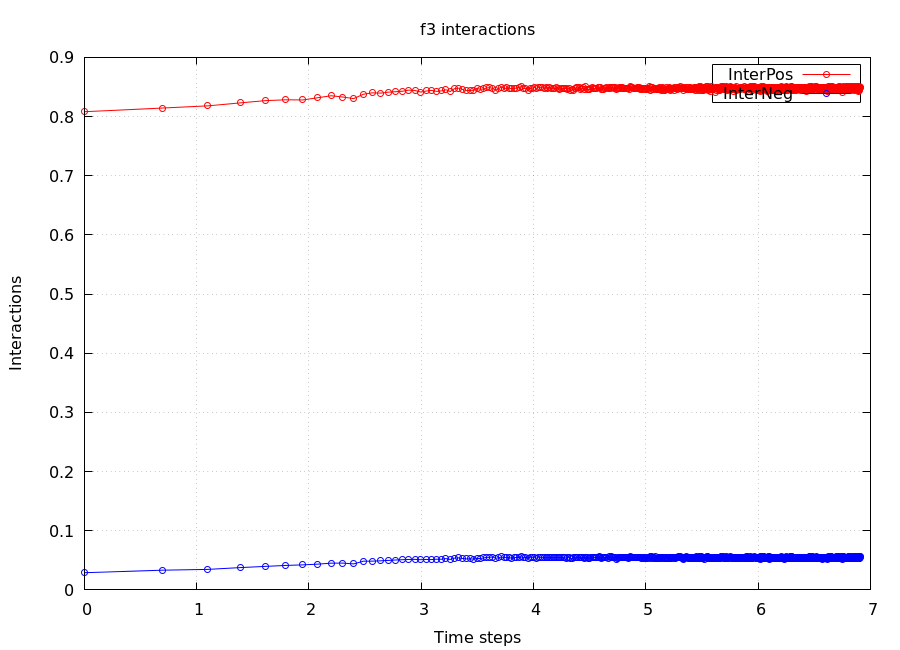 f3 interactions
0.9
0.8
0.7
0.6
0.5
0.4
0.3
0.2
0.1
0
InterPos
InterNeg
Interactions
0 1 2 3 4 5 6 7
Time steps